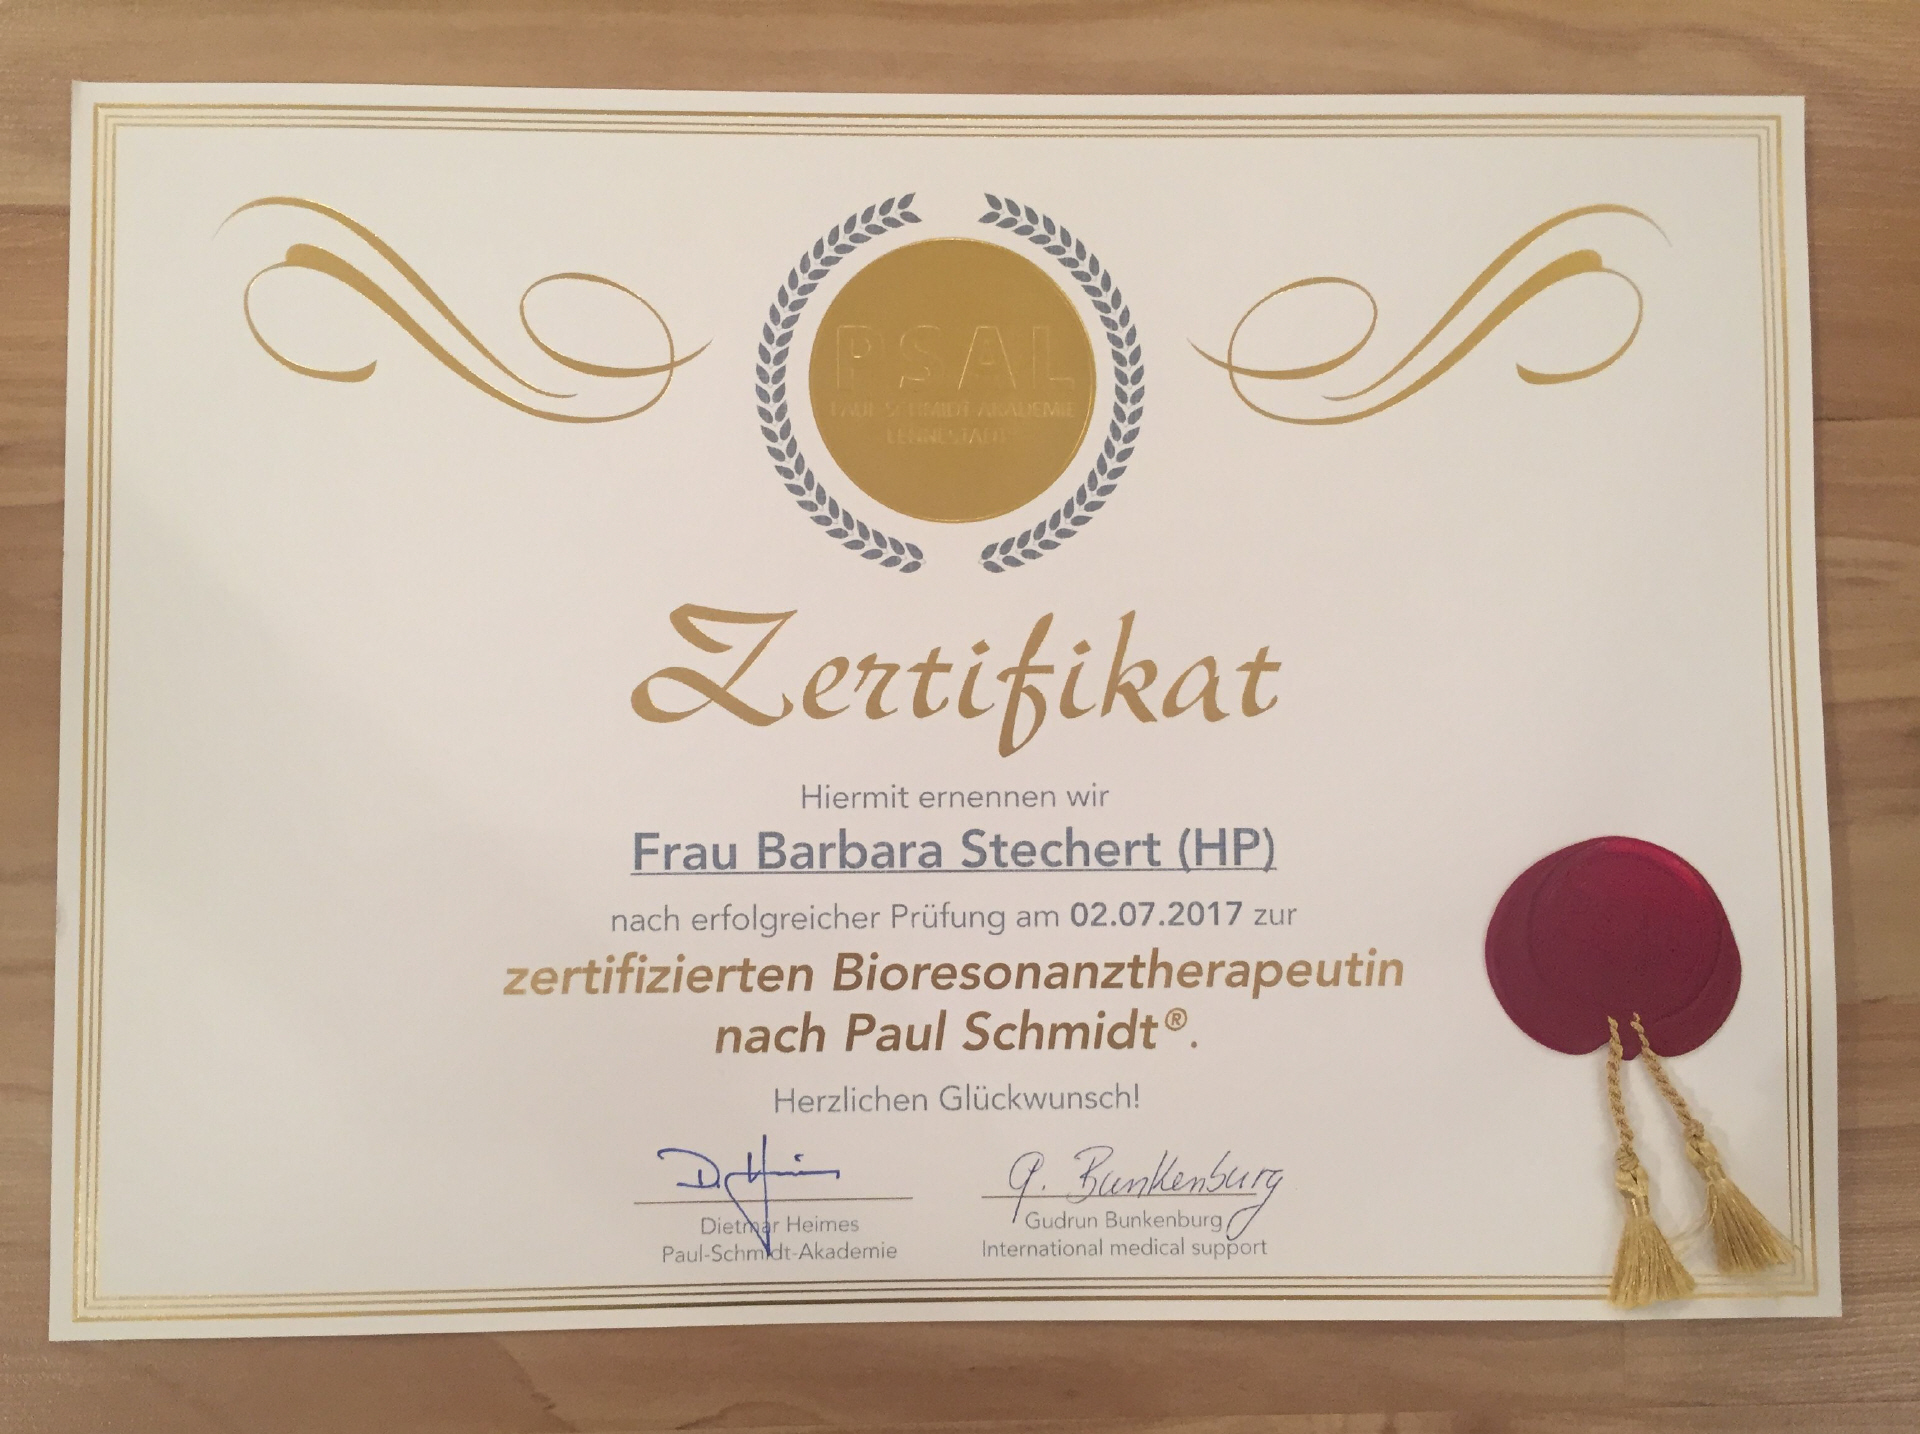 PSAL
PAUL-SCHMIDT-AKADEMIE
LENNESTADT
Zertifikat
Hiermit ernennen wir
Frau Barbara Stechert (HP)
nach erfolgreicher Prüfung am 02.07.2017 zur
zertifizierten Bioresonanztherapeutin
nach Paul Schmidt®.
Herzlichen Glückwunsch!
D. Heimes
G. Bunkenburg
Dietmar Heimes
Gudrun Bunkenburg
Paul-Schmidt-Akademie
International medical support